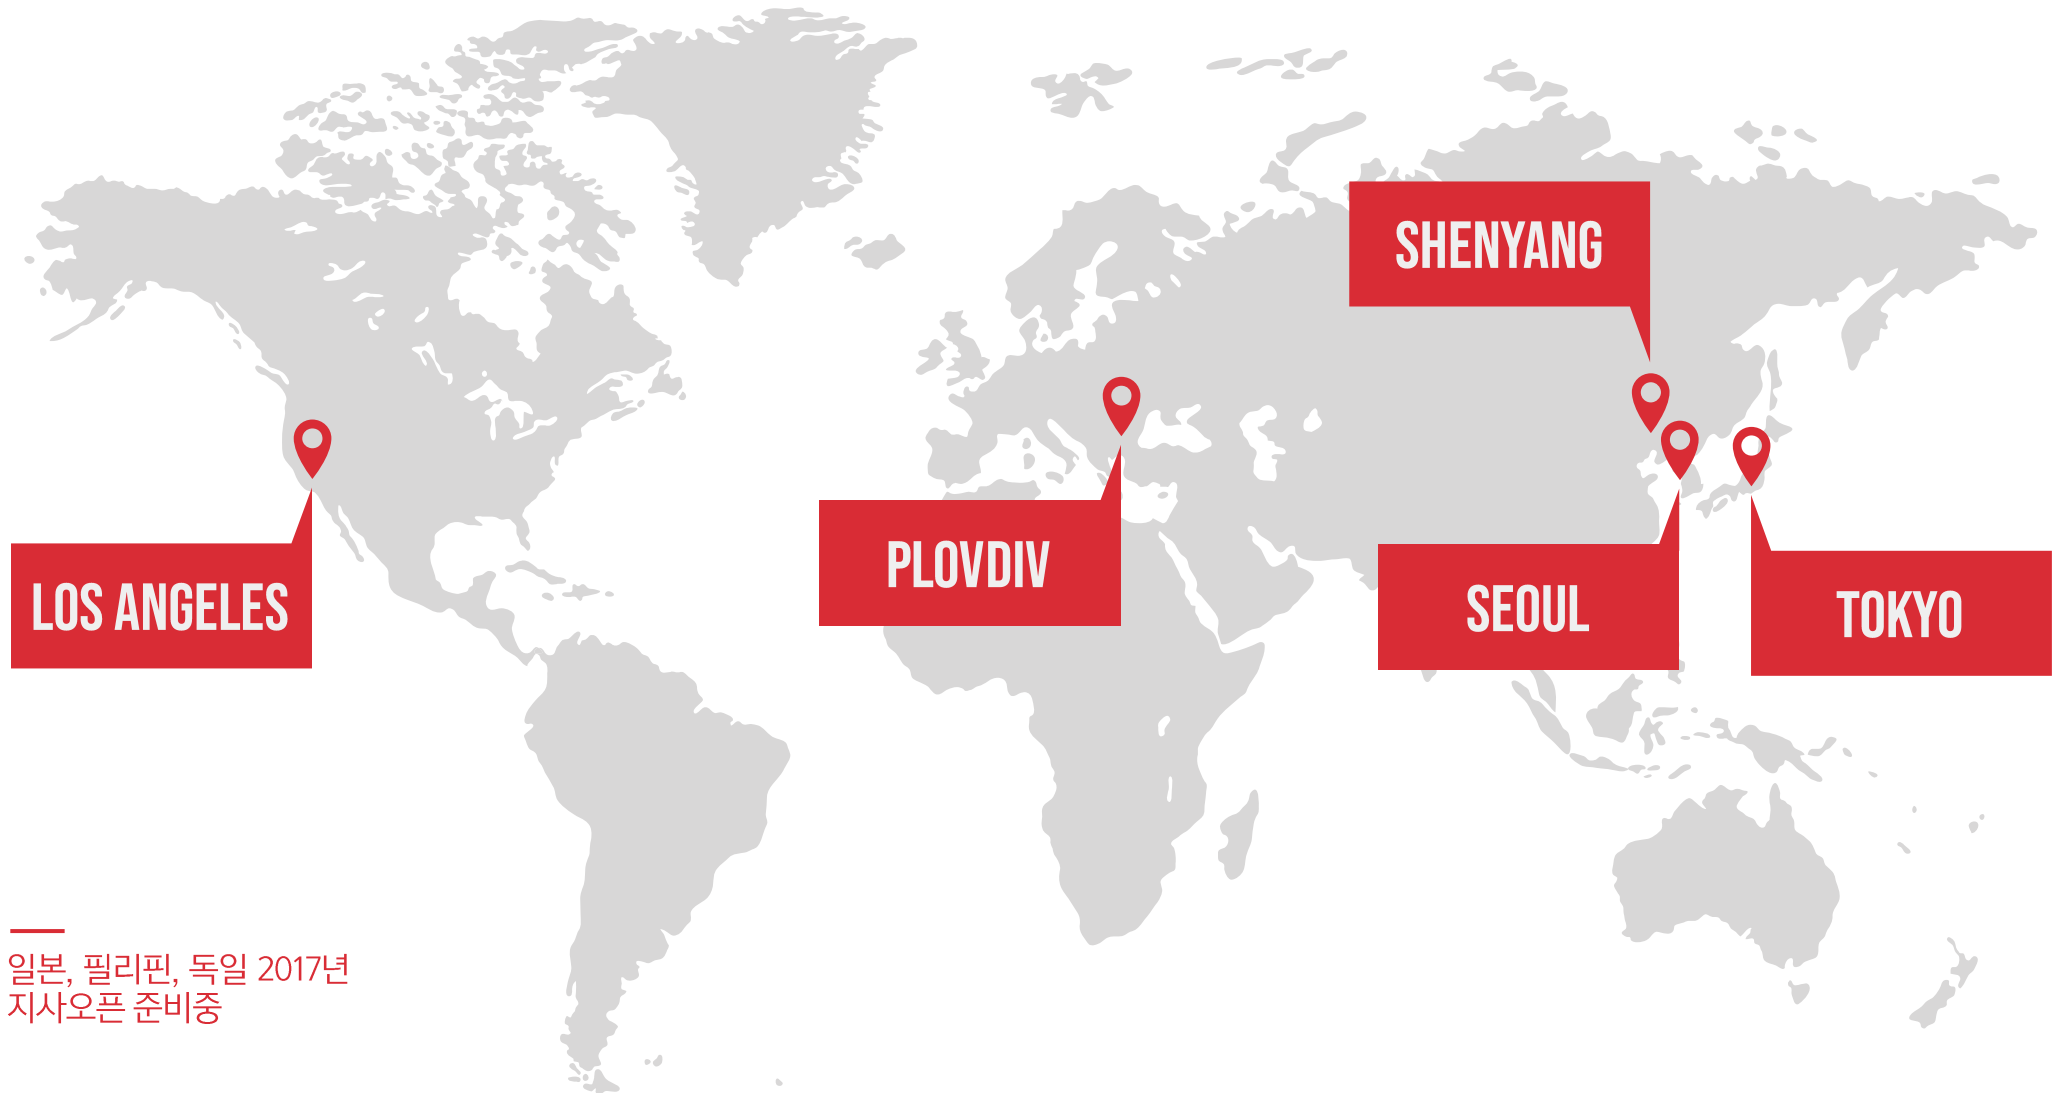 SHENYANG
PLOVDIV
LOS ANGELES
SEOUL
TOKYO
일본, 필리핀, 독일 2017년
지사오픈 준비중